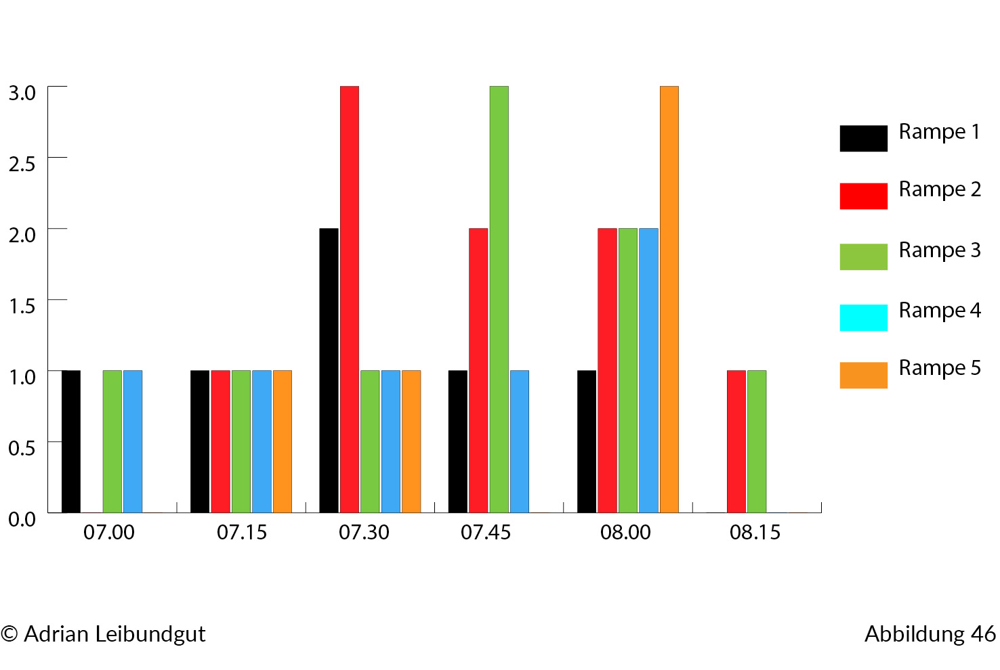 3.0
2.5
2.0
1.5
1.0
0.5
0.0
07.00 07.15 07.30 07.45 08.00 08.15
Rampe 1
Rampe 2
Rampe 3
Rampe 4
Rampe 5
© Adrian Leibundgut
Abbildung 46